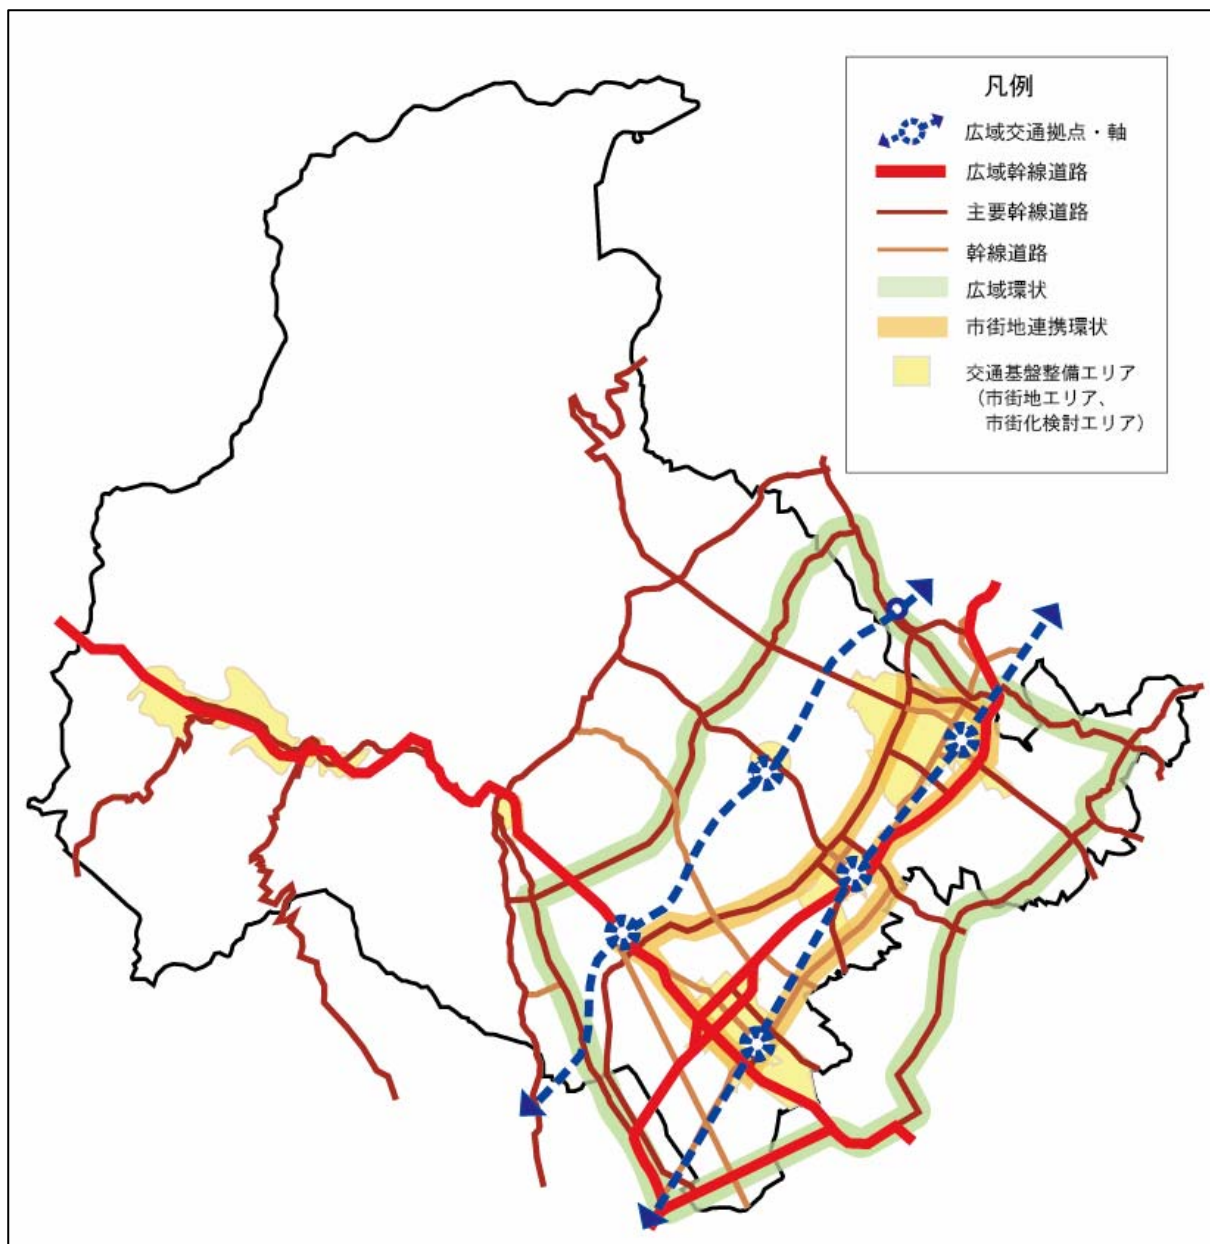 凡例
広域交通拠点・軸
広域幹線道路
主要幹線道路
幹線道路
広域環状
市街地連携環状
交通基盤整備エリア
（市街地エリア、
市街化検討エリア）